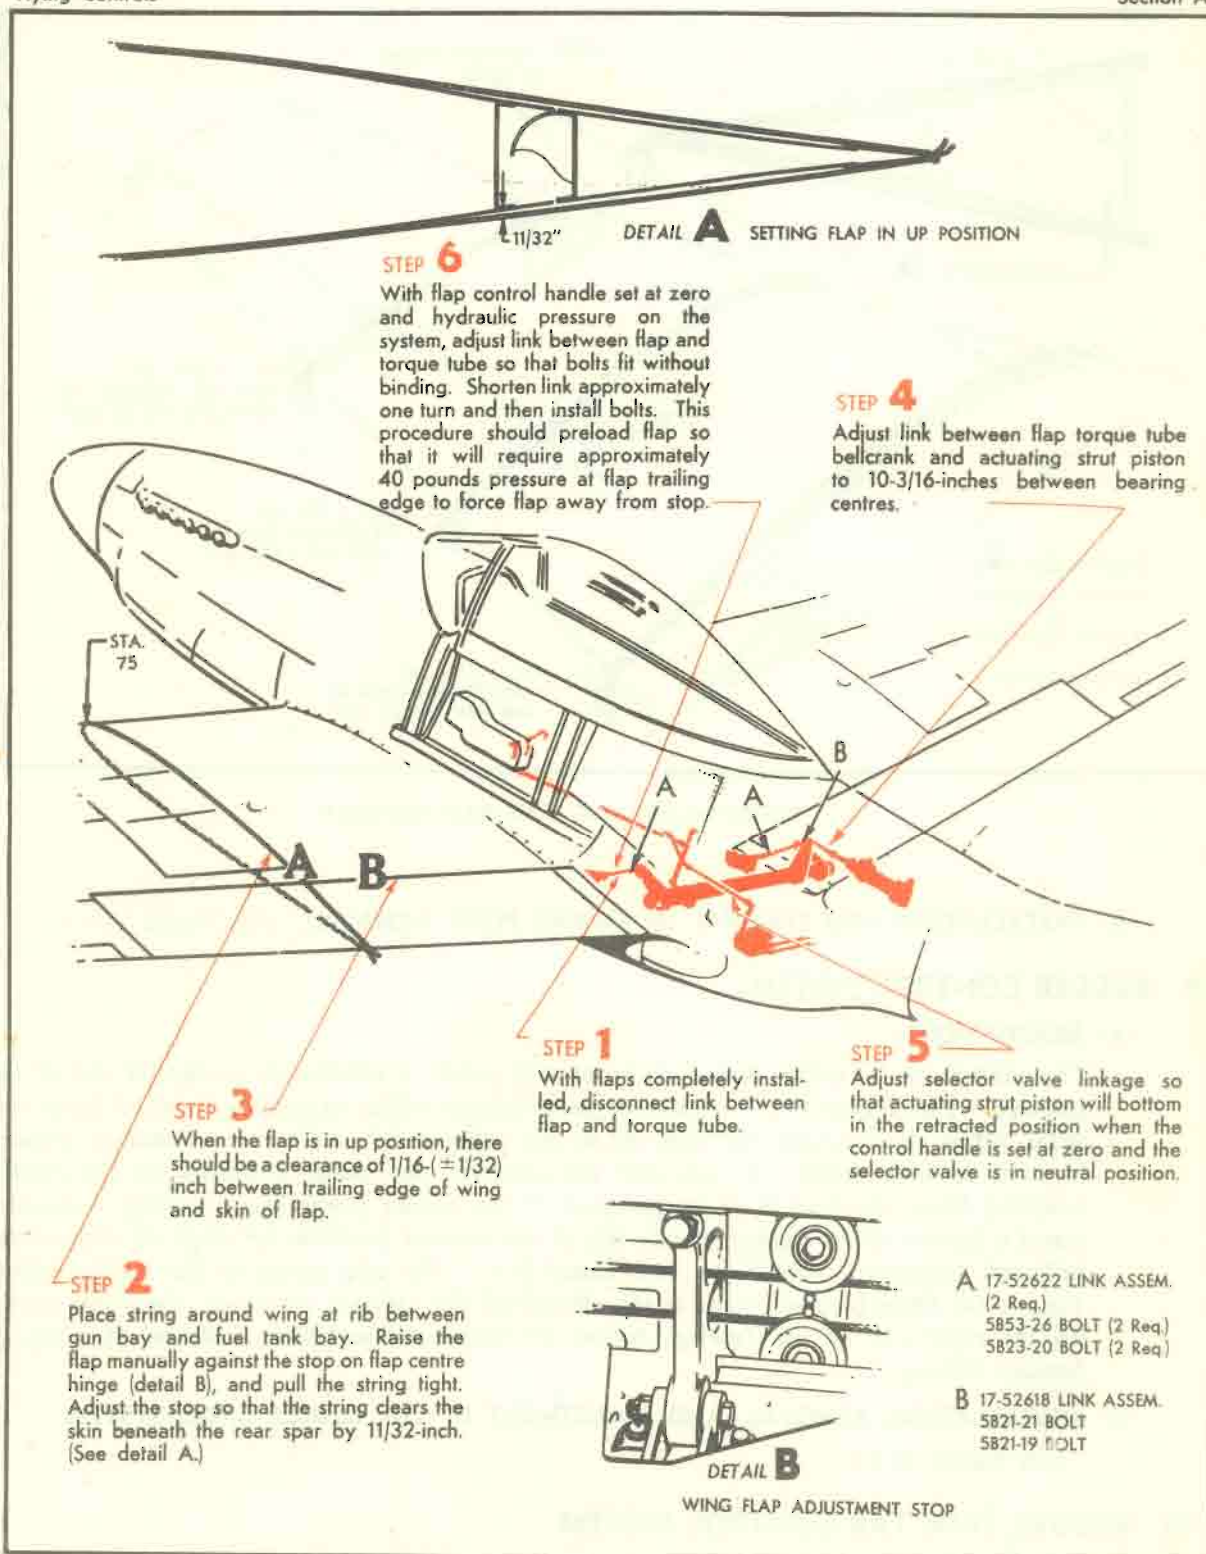 Flying Controls
Section A
11/32"
DETAIL A SETTING FLAP IN UP POSITION
STEP 6
With flap control handle set at zero
and hydraulic pressure on the
system, adjust link between flap and
torque tube so that bolts fit without
binding. Shorten link approximately
one turn and then install bolts. This
procedure should preload flap so
that it will require approximately
40 pounds pressure at flap trailing
edge to force flap away from stop.
STEP 4
Adjust link between flap torque tube
bellcrank and actuating strut piston
to 10-3/16-inches between bearing
centres.
STA.
75
B
A
A
A
B
STEP 1
With flaps completely instal-
led, disconnect link between
flap and torque tube.
STEP 5
Adjust selector valve linkage so
that actuating strut piston will bottom
in the retracted position when the
control handle is set at zero and the
selector valve is in neutral position.
STEP 3
When the flap is in up position, there
should be a clearance of 1/16-(±1/32)
inch between trailing edge of wing
and skin of flap.
STEP 2
Place string around wing at rib between
gun bay and fuel tank bay. Raise the
flap manually against the stop on flap centre
hinge (detail B), and pull the string tight.
Adjust the stop so that the string clears the
skin beneath the rear spar by 11/32-inch.
(See detail A.)
A 17-52622 LINK ASSEM.
(2 Req.)
5B53-26 BOLT (2 Req.)
5B23-20 BOLT (2 Req.)
B 17-52618 LINK ASSEM.
5B21-21 BOLT
5B21-19 BOLT
DETAIL B
WING FLAP ADJUSTMENT STOP